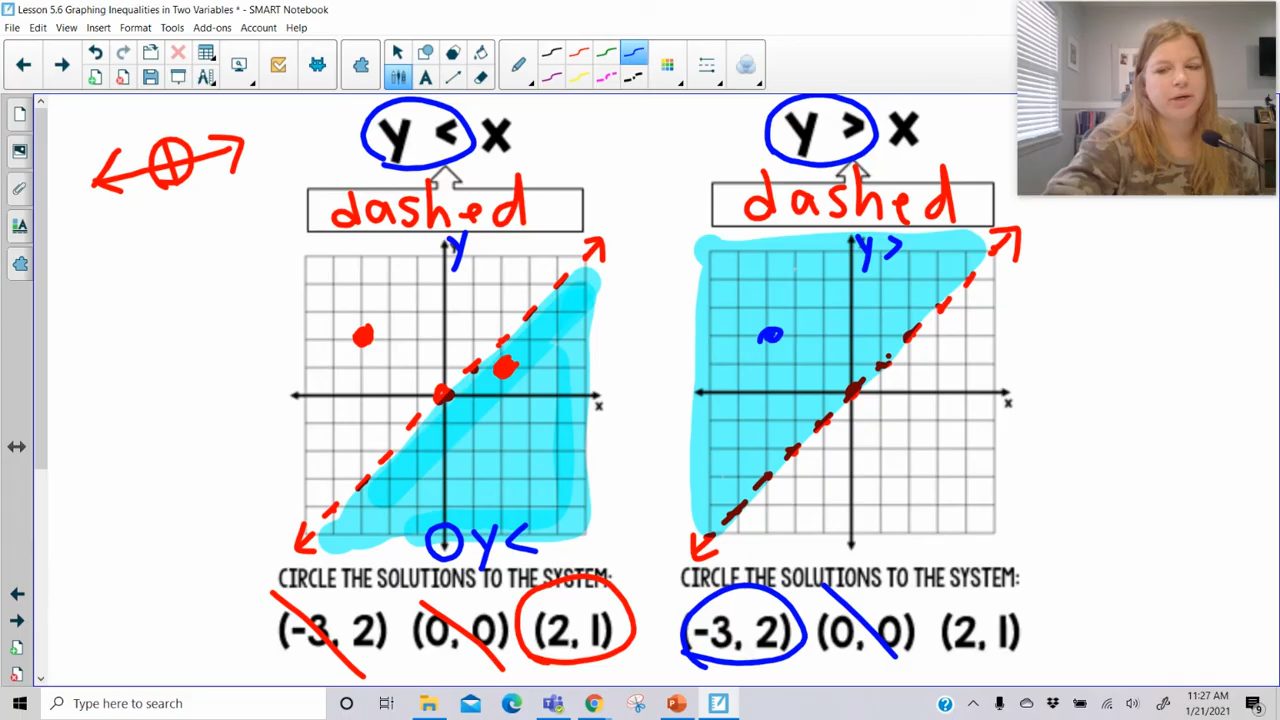 Lesson 5.6 Graphing Inequalities in Two Variables * - SMART Notebook
File Edit View Insert Format Tools Add-ons Account Help
y < x
dashed
y
x
y <
CIRCLE THE SOLUTIONS TO THE SYSTEM:
(-3, 2) (0, 0) (2, 1)
y > x
dashed
y >
x
CIRCLE THE SOLUTIONS TO THE SYSTEM:
(-3, 2) (0, 0) (2, 1)
Type here to search
11:27 AM
1/21/2021
9